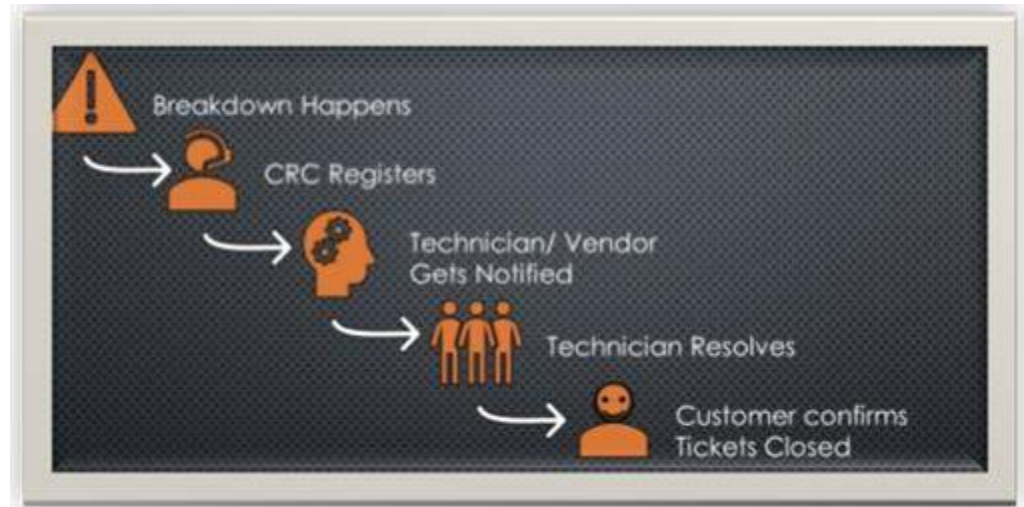 Breakdown Happens
CRC Registers
Technician/ Vendor
Gets Notified
Technician Resolves
Customer confirms
Tickets Closed